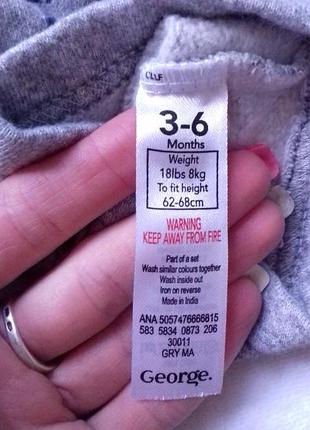 CLLF
3-6
Months
Weight
18lbs 8kg
To fit height
62-68cm
WARNING
KEEP AWAY FROM FIRE
Part of a set
Wash similar colours together
Wash inside out
Iron on reverse
Made in India
ANA 5057476666815
583 5834 0873 206
30011
GRY MA
George.